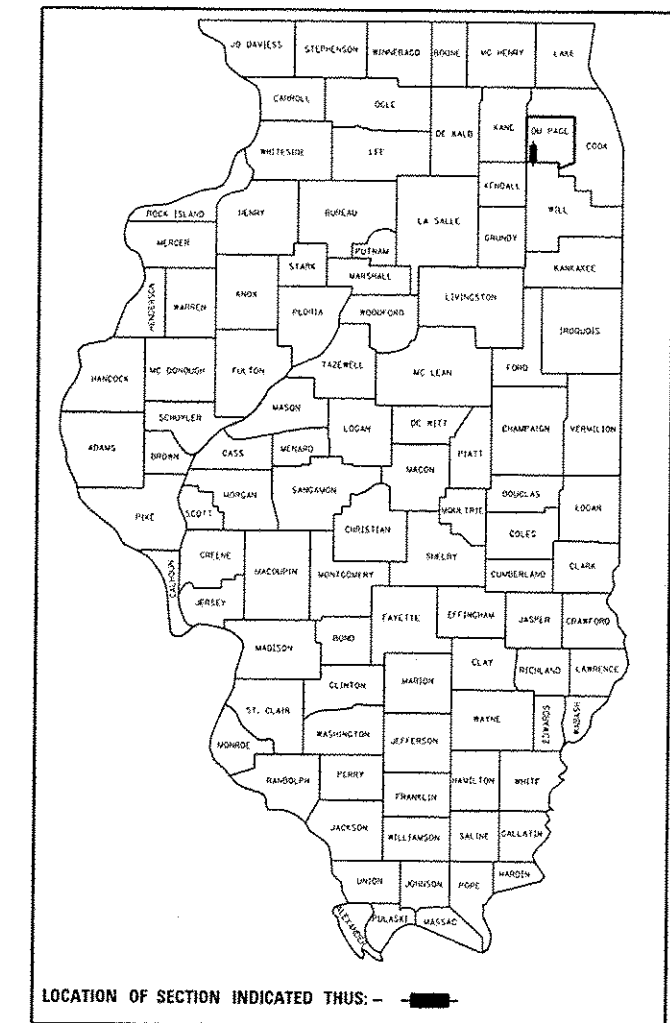 JO DAVIESS STEPHENSON WINNEBAGO BOONE MC HENRY LAKE
CARROLL OGLE DE KALB KANE DU PAGE COOK
WHITESIDE LEE KENDALL WILL
ROCK ISLAND HENRY BUREAU LA SALLE GRUNDY
MERCER PUTNAM KANKAKEE
STARK MARSHALL LIVINGSTON
HENDERSON WARREN KNOX PEORIA WOODFORD IROQUOIS
HANCOCK MC DONOUGH FULTON TAZEWELL MC LEAN FORD
SCHUYLER MASON LOGAN DE WITT CHAMPAIGN VERMILION
ADAMS BROWN CASS MENARD MACON PIATT
MORGAN SANGAMON DOUGLAS
PIKE SCOTT CHRISTIAN MOULTRIE COLES LOGAN
CALHOUN GREENE MACOUPIN MONTGOMERY SHELBY CUMBERLAND CLARK
JERSEY FAYETTE EFFINGHAM JASPER CRAWFORD
MADISON BOND CLAY RICHLAND LAWRENCE
CLINTON MARION
ST. CLAIR WASHINGTON JEFFERSON WAYNE EDWARDS WABASH
MONROE
RANDOLPH PERRY HAMILTON WHITE
FRANKLIN
JACKSON WILLIAMSON SALINE GALLATIN
UNION JOHNSON POPE HARDIN
ALEXANDER PULASKI MASSAC
LOCATION OF SECTION INDICATED THUS: -